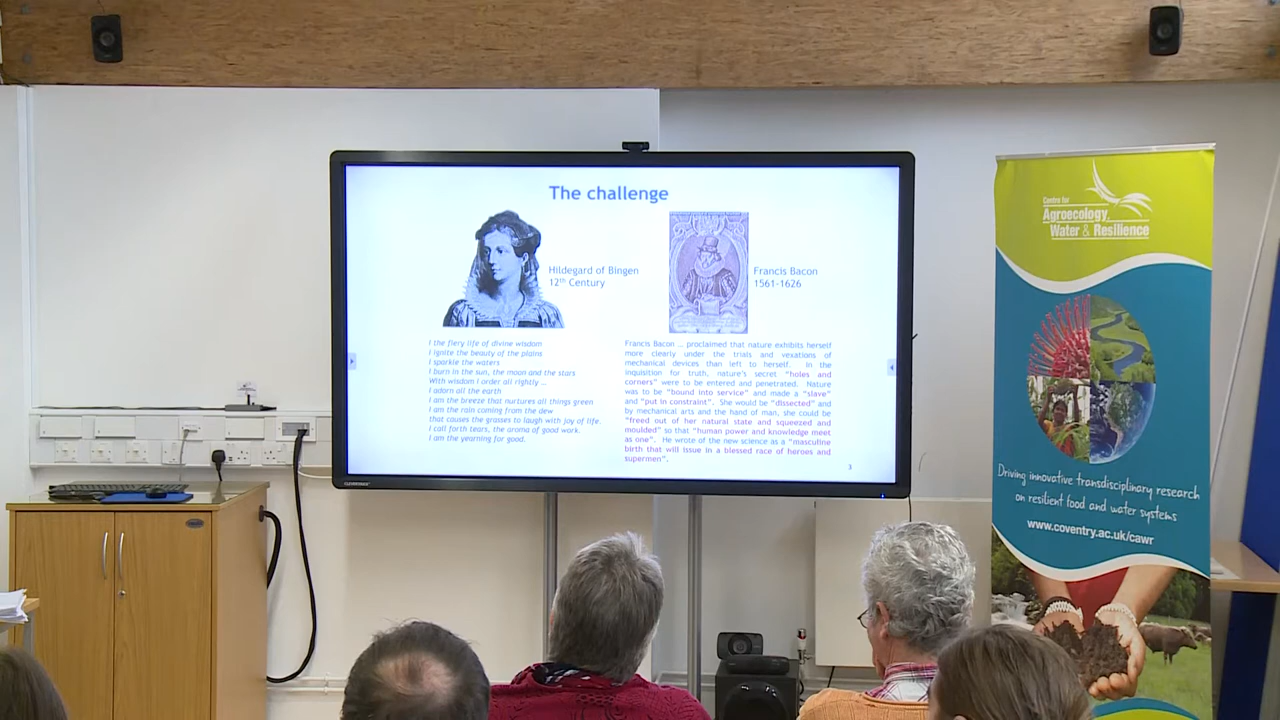 The challenge
Hildegard of Bingen
12th Century
Francis Bacon
1561-1626
I the fiery life of divine wisdom
I ignite the beauty of the plains
I sparkle the waters
I burn in the sun, the moon and the stars
With wisdom I order all rightly ...
I adorn all the earth
I am the breeze that nurtures all things green
I am the rain coming from the dew
that causes the grasses to laugh with joy of life.
I call forth tears, the aroma of good work.
I am the yearning for good.
Francis Bacon ... proclaimed that nature exhibits herself
more clearly under the trials and vexations of
mechanical devices than left to herself. In the
inquisition for truth, nature's secret "holes and
corners" were to be entered and penetrated. Nature
was to be "bound into service" and made a "slave"
and "put in constraint". She would be "dissected" and
by mechanical arts and the hand of man, she could be
"freed out of her natural state and squeezed and
moulded" so that "human power and knowledge meet
as one". He wrote of the new science as a "masculine
birth that will issue in a blessed race of heroes and
supermen".
3
Centre for
Agroecology,
Water & Resilience
Driving innovative transdisciplinary research
on resilient food and water systems
www.coventry.ac.uk/cawr